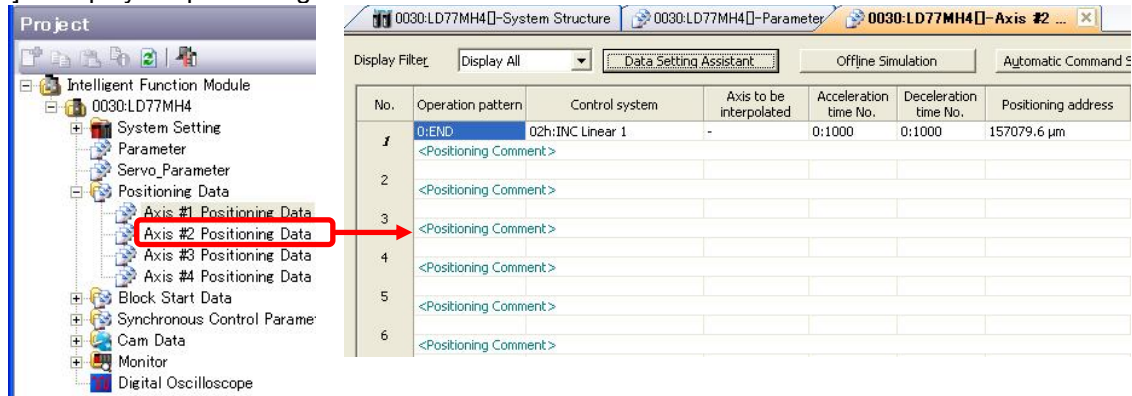 Project
Intelligent Function Module
0030:LD77MH4
System Setting
Parameter
Servo_Parameter
Positioning Data
Axis #1 Positioning Data
Axis #2 Positioning Data
Axis #3 Positioning Data
Axis #4 Positioning Data
Block Start Data
Synchronous Control Parame
Cam Data
Monitor
Digital Oscilloscope
0030:LD77MH4[]-System Structure 0030:LD77MH4[]-Parameter 0030:LD77MH4[]-Axis #2 ...
Display Filter Display All Data Setting Assistant Offline Simulation Automatic Command S
No. Operation pattern Control system Axis to be interpolated Acceleration time No. Deceleration time No. Positioning address
1 0:END 02h:INC Linear 1 - 0:1000 0:1000 157079.6 µm
<Positioning Comment>
2
<Positioning Comment>
3
<Positioning Comment>
4
<Positioning Comment>
5
<Positioning Comment>
6
<Positioning Comment>